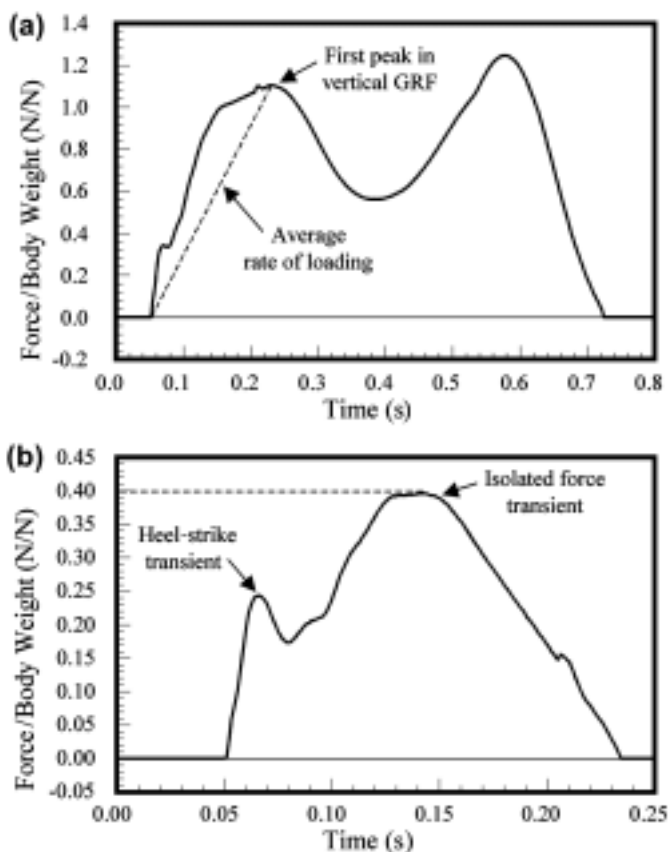 (a)
1.4
1.2
1.0
0.8
0.6
0.4
0.2
0.0
-0.2
Force/Body Weight (N/N)
First peak in
vertical GRF
Average
rate of loading
0.0 0.1 0.2 0.3 0.4 0.5 0.6 0.7 0.8
Time (s)
(b)
0.45
0.40
0.35
0.30
0.25
0.20
0.15
0.10
0.05
0.00
-0.05
Force/Body Weight (N/N)
Isolated force
transient
Heel-strike
transient
0.00 0.05 0.10 0.15 0.20 0.25
Time (s)